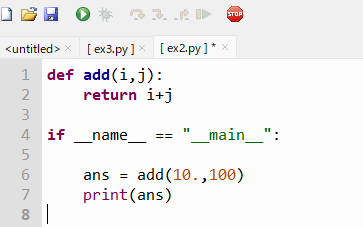 STOP
<untitled> × [ ex3.py ] × [ ex2.py ] * ×
1 def add(i,j):
2     return i+j
3
4 if __name__ == "__main__":
5
6     ans = add(10.,100)
7     print(ans)
8